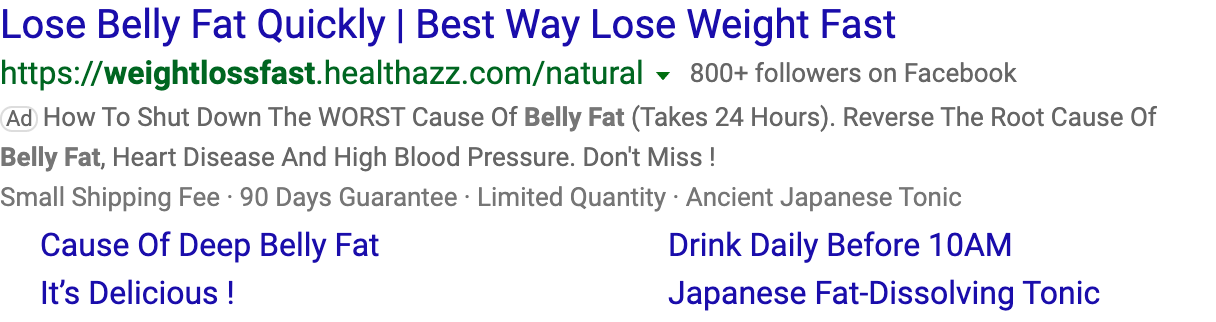 Lose Belly Fat Quickly | Best Way Lose Weight Fast
https://weightlossfast.healthazz.com/natural 800+ followers on Facebook
Ad How To Shut Down The WORST Cause Of Belly Fat (Takes 24 Hours). Reverse The Root Cause Of
Belly Fat, Heart Disease And High Blood Pressure. Don't Miss !
Small Shipping Fee · 90 Days Guarantee · Limited Quantity · Ancient Japanese Tonic
Cause Of Deep Belly Fat
Drink Daily Before 10AM
It’s Delicious !
Japanese Fat-Dissolving Tonic